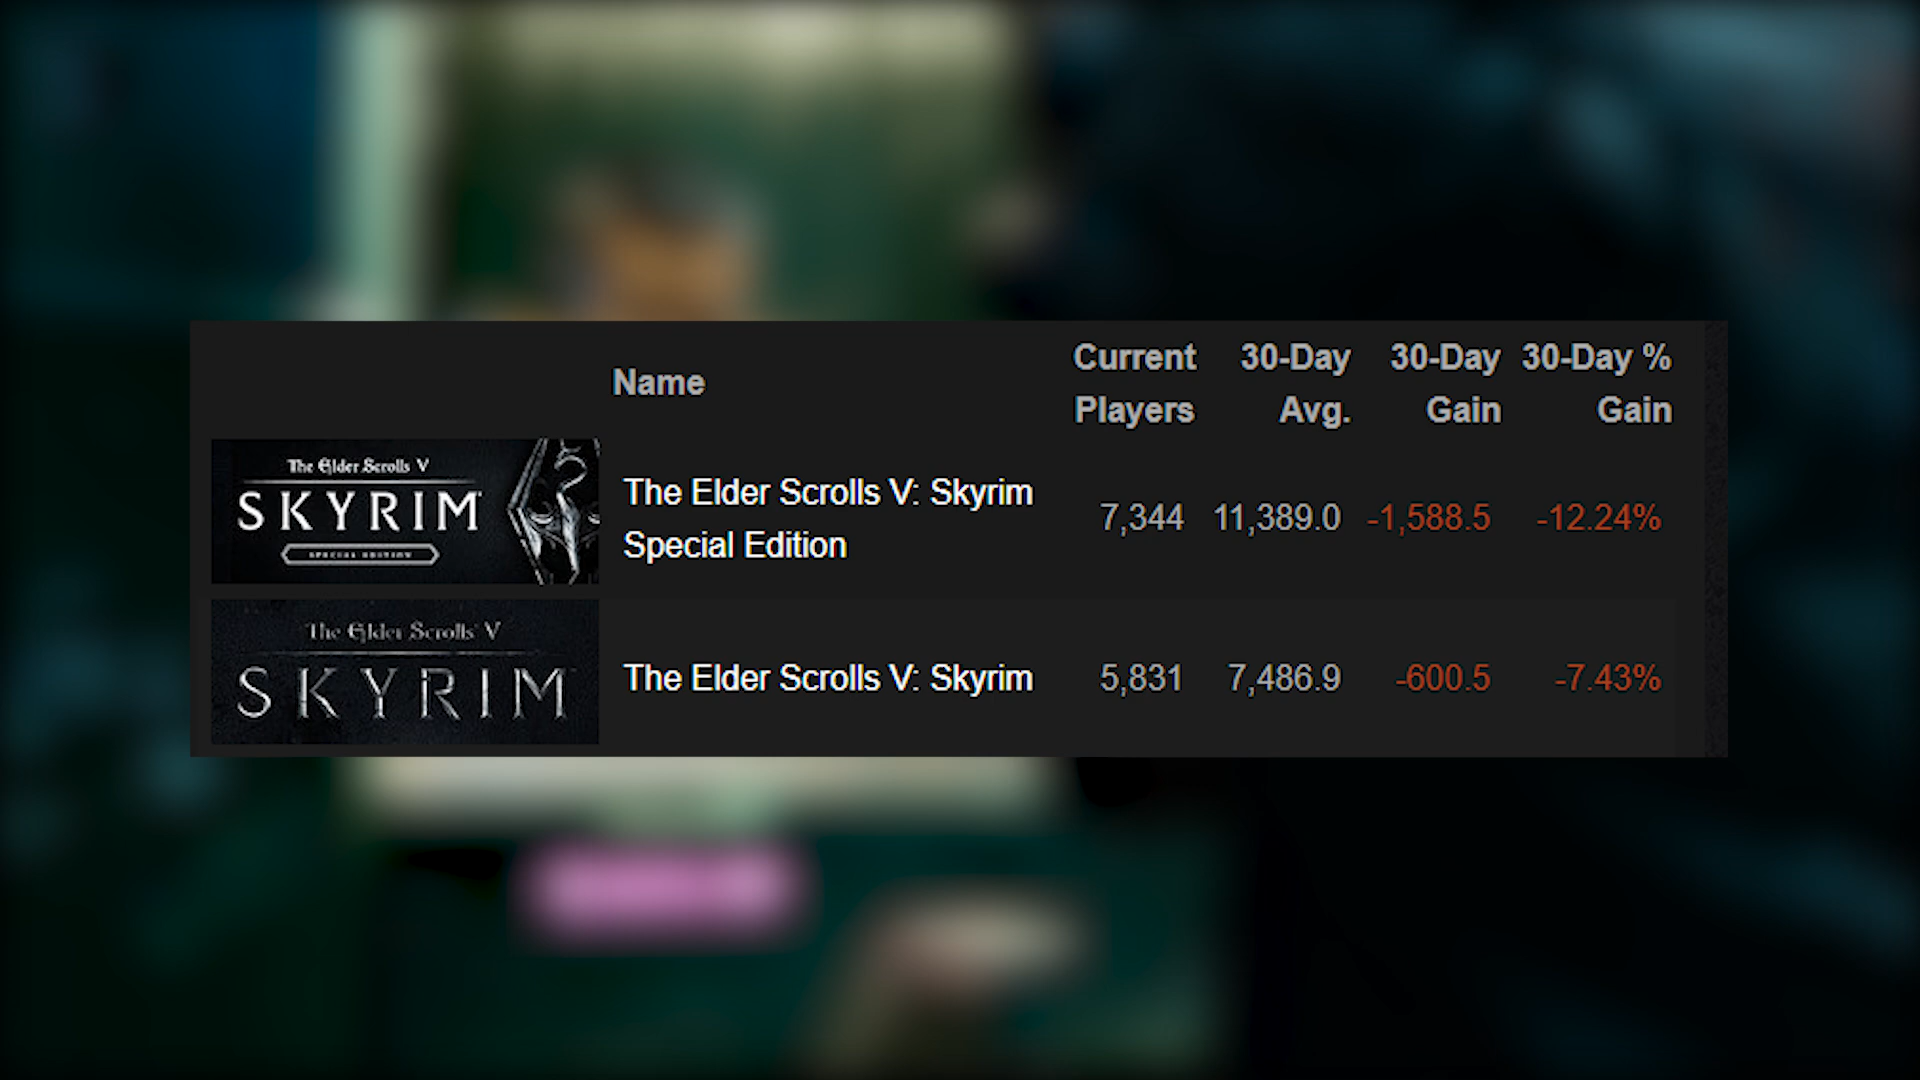 Name
Current Players
30-Day Avg.
30-Day Gain
30-Day % Gain
The Elder Scrolls V
SKYRIM
SPECIAL EDITION
The Elder Scrolls V: Skyrim
Special Edition
7,344
11,389.0
-1,588.5
-12.24%
The Elder Scrolls V
SKYRIM
The Elder Scrolls V: Skyrim
5,831
7,486.9
-600.5
-7.43%